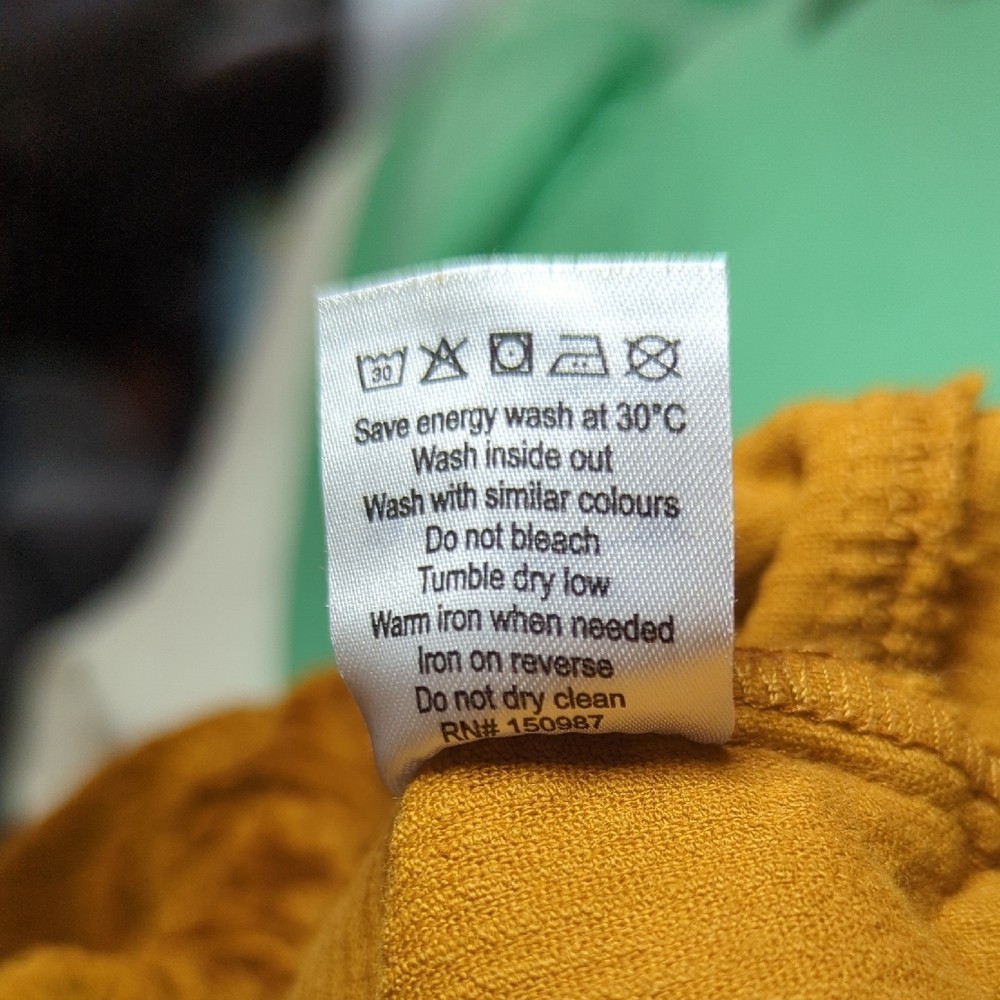 30
Save energy wash at 30°C
Wash inside out
Wash with similar colours
Do not bleach
Tumble dry low
Warm iron when needed
Iron on reverse
Do not dry clean
RN# 150987